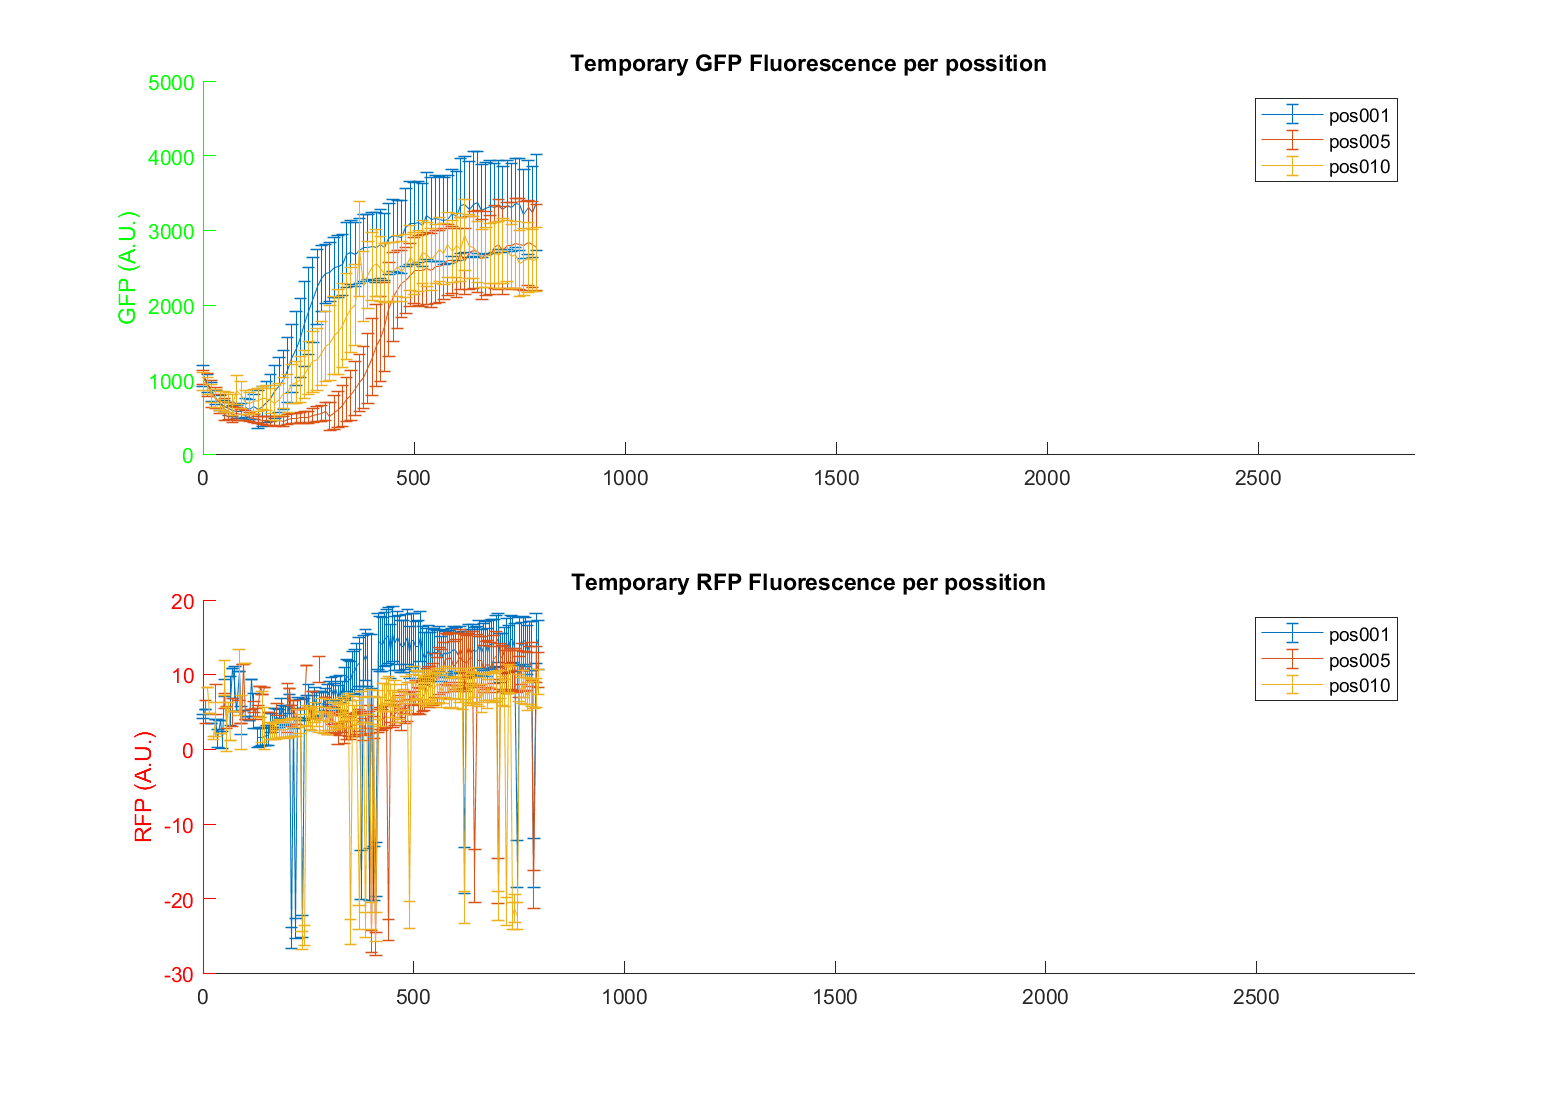 Temporary GFP Fluorescence per possition
5000
4000
3000
2000
1000
0
GFP (A.U.)
pos001
pos005
pos010
0 500 1000 1500 2000 2500
Temporary RFP Fluorescence per possition
20
10
0
-10
-20
-30
RFP (A.U.)
pos001
pos005
pos010
0 500 1000 1500 2000 2500